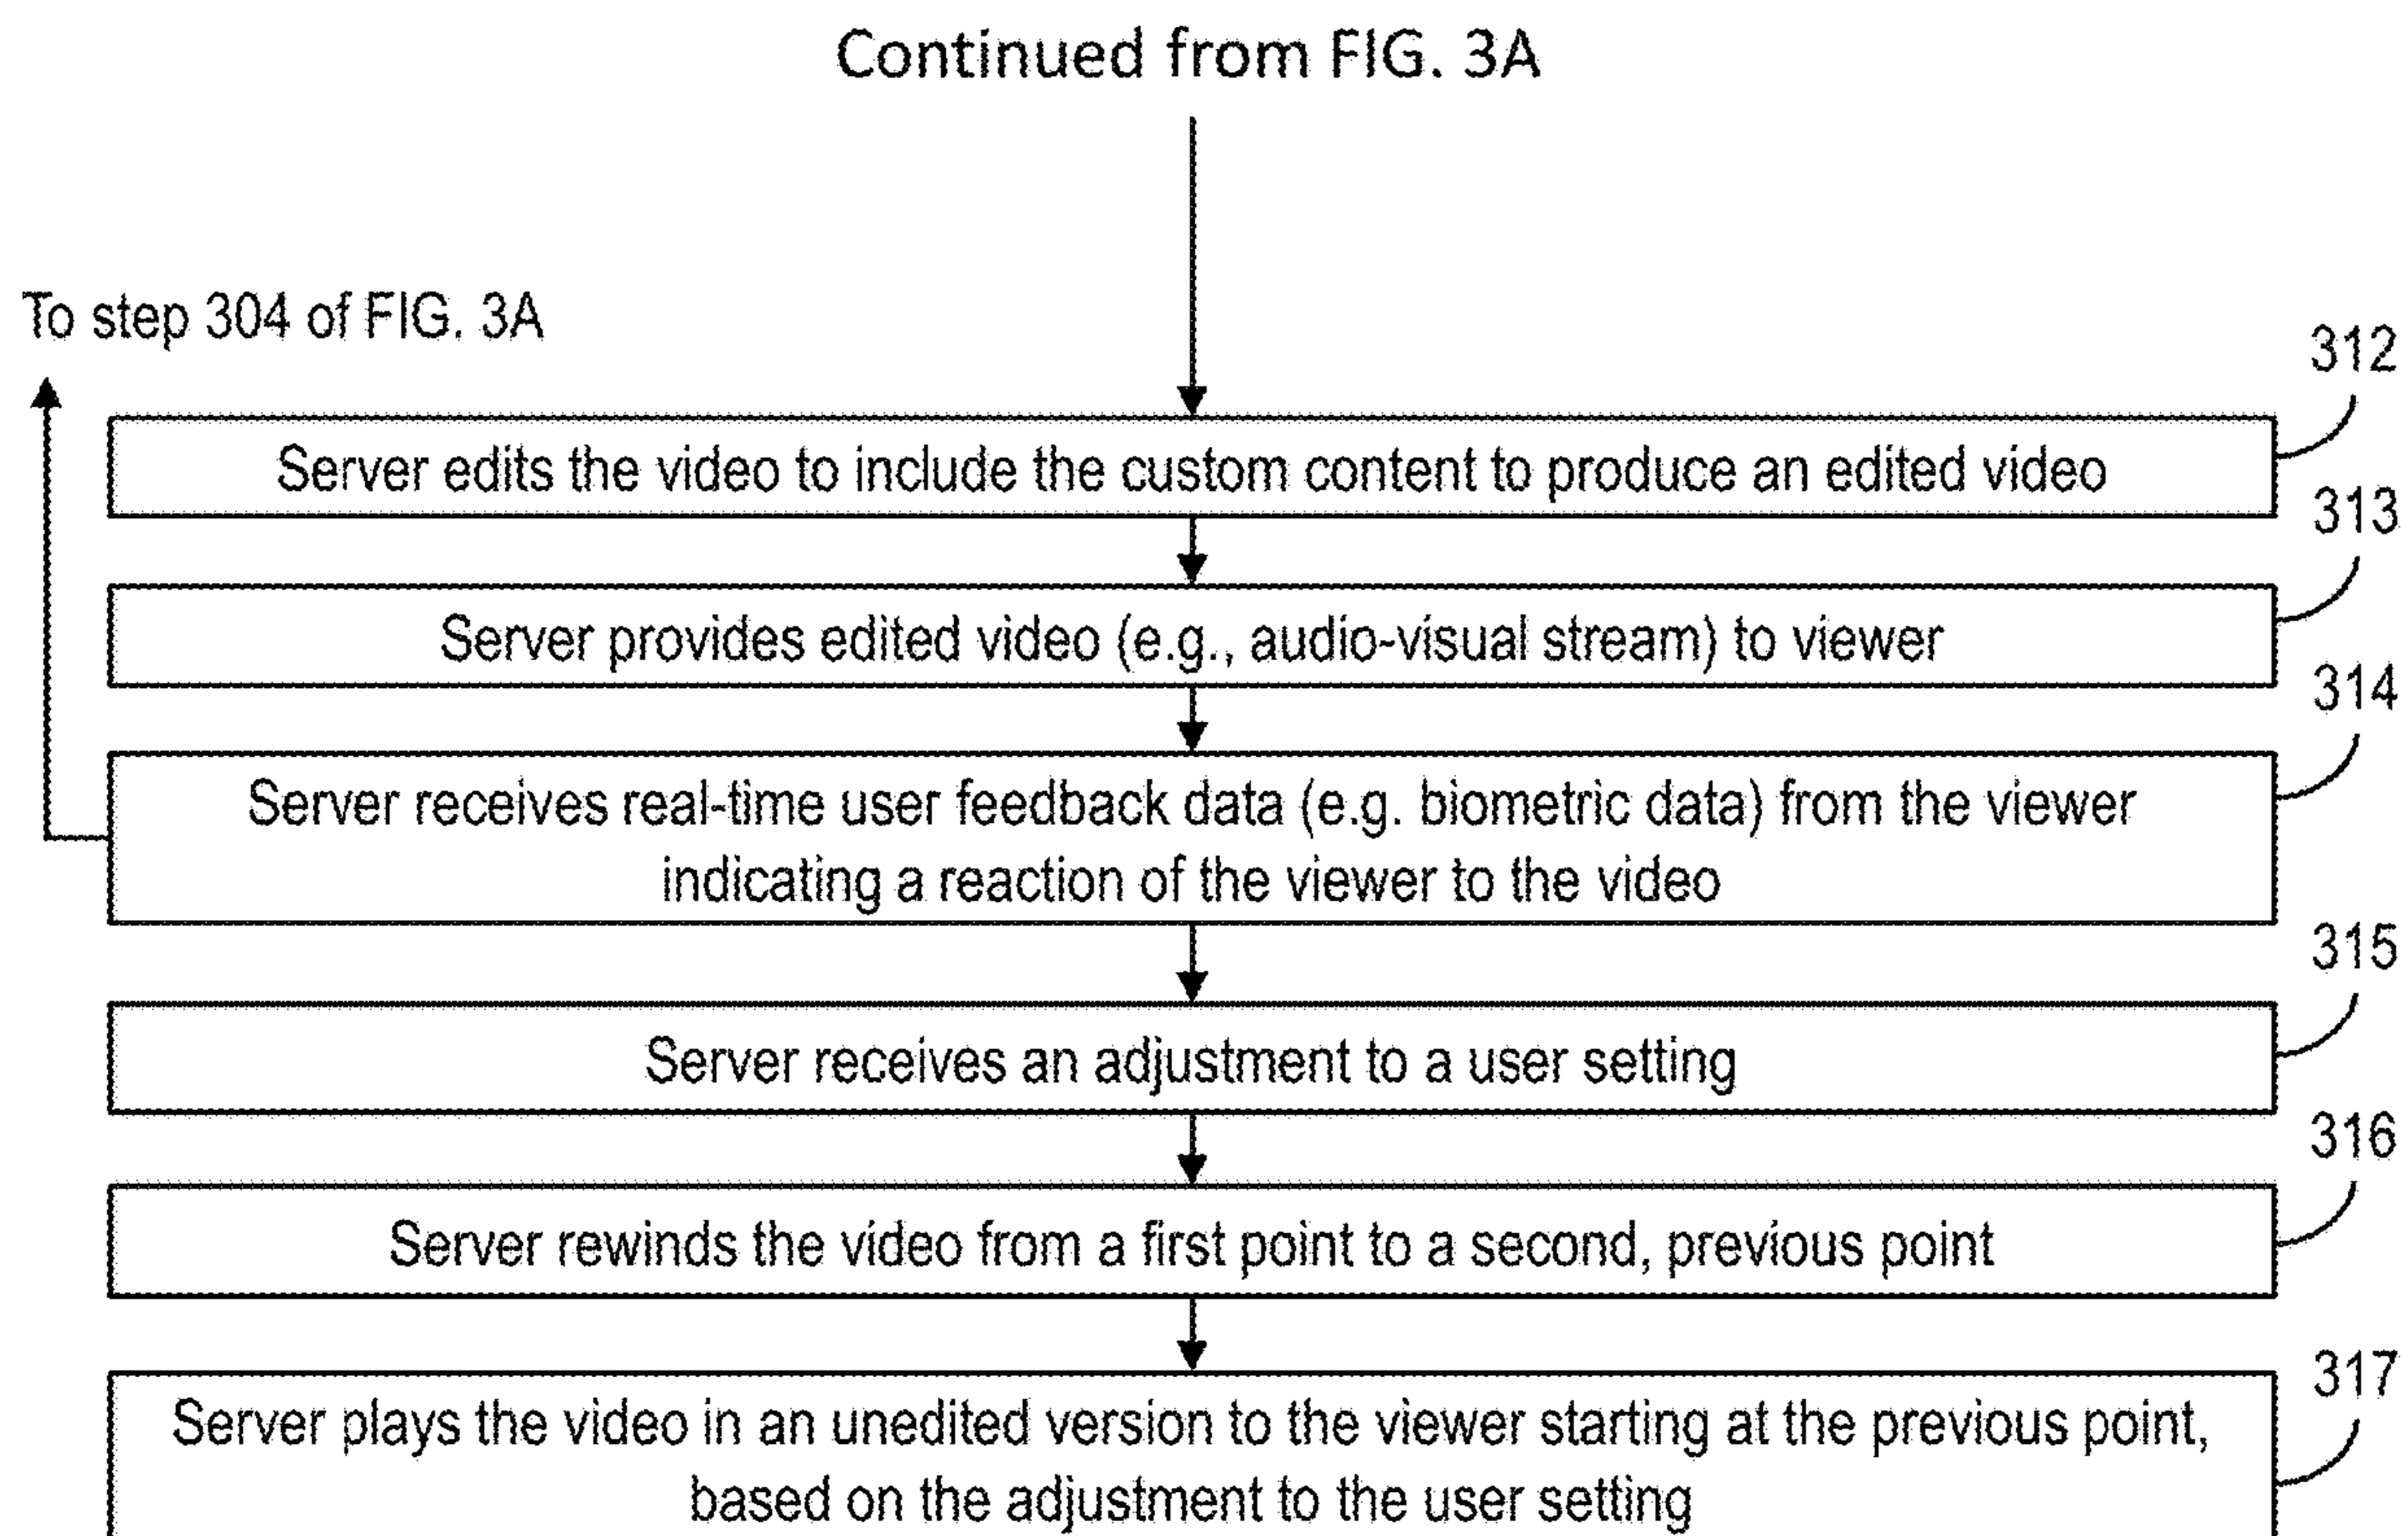 Continued from FIG. 3A
To step 304 of FIG. 3A
312
Server edits the video to include the custom content to produce an edited video
313
Server provides edited video (e.g., audio-visual stream) to viewer
314
Server receives real-time user feedback data (e.g. biometric data) from the viewer
indicating a reaction of the viewer to the video
315
Server receives an adjustment to a user setting
316
Server rewinds the video from a first point to a second, previous point
317
Server plays the video in an unedited version to the viewer starting at the previous point,
based on the adjustment to the user setting